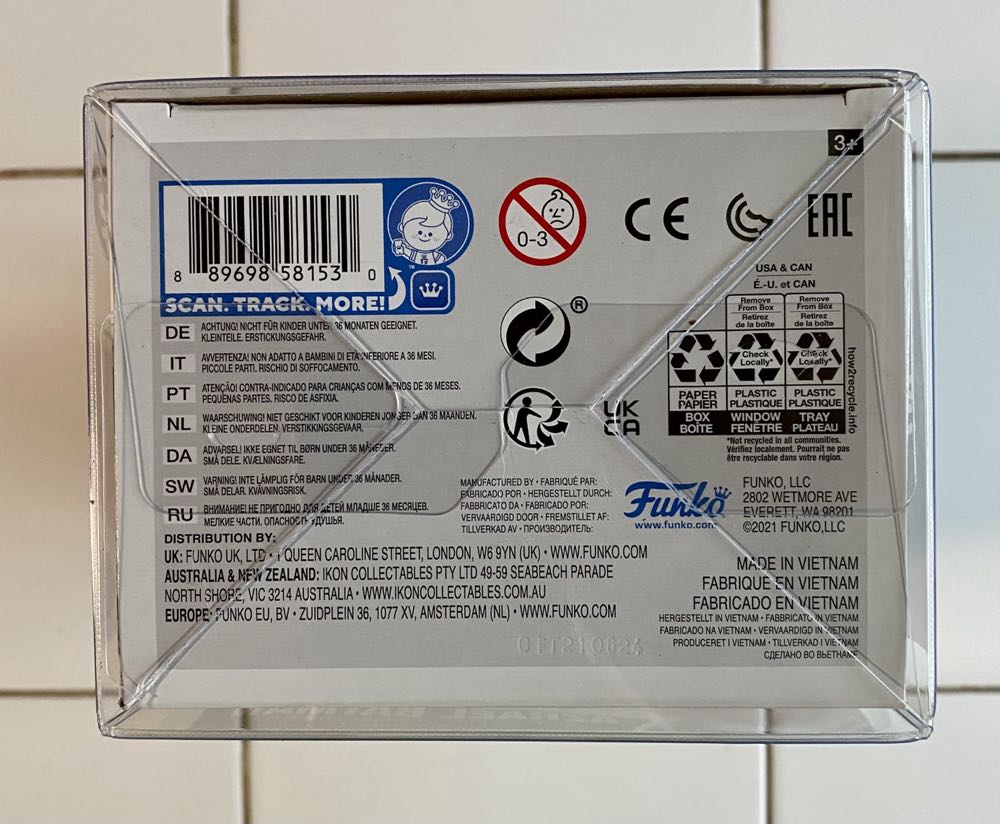 3+
8 89698 58153 0
SCAN. TRACK. MORE!
TM
0-3
CE
EAC
®
UK
CA
USA & CAN
É.-U. et CAN
Remove From Box
Retirez de la boîte
Remove From Box
Retirez de la boîte
Check Locally*
Check Locally*
PAPER
PAPIER
BOX
BOÎTE
PLASTIC
PLASTIQUE
WINDOW
FENÊTRE
PLASTIC
PLASTIQUE
TRAY
PLATEAU
how2recycle.info
*Not recycled in all communities.
Vérifiez localement. Pourrait ne pas
être recyclable dans votre région.
DE ACHTUNG! NICHT FÜR KINDER UNTER 36 MONATEN GEEIGNET.
KLEINTEILE. ERSTICKUNGSGEFAHR.
IT AVVERTENZA! NON ADATTO A BAMBINI DI ETÀ INFERIORE A 36 MESI.
PICCOLE PARTI. RISCHIO DI SOFFOCAMENTO.
PT ATENÇÃO! CONTRA-INDICADO PARA CRIANÇAS COM MENOS DE 36 MESES.
PEQUENAS PARTES. RISCO DE ASFIXIA.
NL WAARSCHUWING! NIET GESCHIKT VOOR KINDEREN JONGER DAN 36 MAANDEN.
KLEINE ONDERDELEN. VERSTIKKINGSGEVAAR.
DA ADVARSEL! IKKE EGNET TIL BØRN UNDER 36 MÅNEDER.
SMÅ DELE. KVÆLNINGSFARE.
SW VARNING! INTE LÄMPLIG FÖR BARN UNDER 36 MÅNADER.
SMÅ DELAR. KVÄVNINGSRISK.
RU ВНИМАНИЕ! НЕ ПРИГОДНО ДЛЯ ДЕТЕЙ МЛАДШЕ 36 МЕСЯЦЕВ.
МЕЛКИЕ ЧАСТИ. ОПАСНОСТЬ УДУШЬЯ.
MANUFACTURED BY • FABRIQUÉ PAR:
FABRICADO POR • HERGESTELLT DURCH:
FABBRICATO DA • FABRICADO POR:
VERVAARDIGD DOOR • FREMSTILLET AF:
TILLVERKAD AV • ПРОИЗВОДИТЕЛЬ:
Funko
www.funko.com
FUNKO, LLC
2802 WETMORE AVE
EVERETT, WA 98201
©2021 FUNKO,LLC
DISTRIBUTION BY:
UK: FUNKO UK, LTD • 1 QUEEN CAROLINE STREET, LONDON, W6 9YN (UK) • WWW.FUNKO.COM
AUSTRALIA & NEW ZEALAND: IKON COLLECTABLES PTY LTD 49-59 SEABEACH PARADE
NORTH SHORE, VIC 3214 AUSTRALIA • WWW.IKONCOLLECTABLES.COM.AU
EUROPE: FUNKO EU, BV • ZUIDPLEIN 36, 1077 XV, AMSTERDAM (NL) • WWW.FUNKO.COM
MADE IN VIETNAM
FABRIQUÉ EN VIETNAM
FABRICADO EN VIETNAM
HERGESTELLT IN VIETNAM • FABBRICATO IN VIETNAM
FABRICADO NA VIETNAM • VERVAARDIGD IN VIETNAM
PRODUCERET I VIETNAM • TILLVERKAD I VIETNAM
СДЕЛАНО ВО ВЬЕТНАМЕ